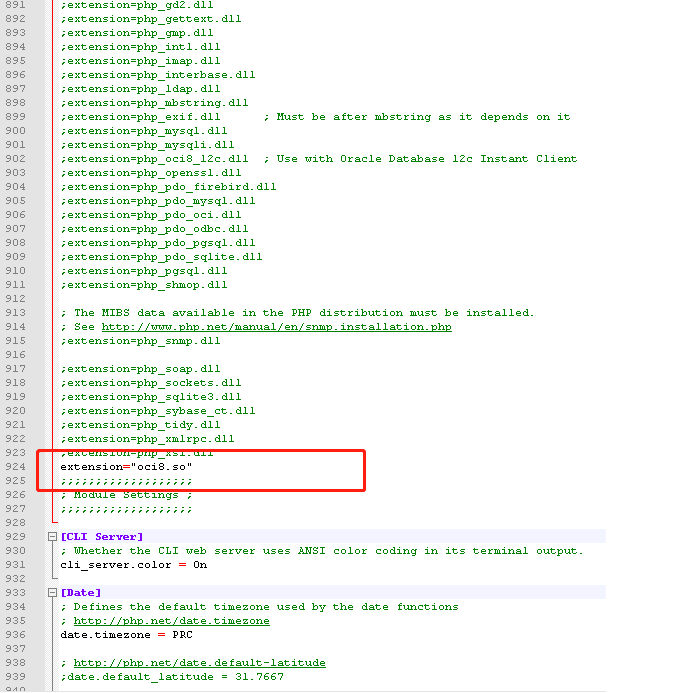 891 ;extension=php_gd2.dll
892 ;extension=php_gettext.dll
893 ;extension=php_gmp.dll
894 ;extension=php_intl.dll
895 ;extension=php_imap.dll
896 ;extension=php_interbase.dll
897 ;extension=php_ldap.dll
898 ;extension=php_mbstring.dll
899 ;extension=php_exif.dll ; Must be after mbstring as it depends on it
900 ;extension=php_mysql.dll
901 ;extension=php_mysqli.dll
902 ;extension=php_oci8_12c.dll ; Use with Oracle Database 12c Instant Client
903 ;extension=php_openssl.dll
904 ;extension=php_pdo_firebird.dll
905 ;extension=php_pdo_mysql.dll
906 ;extension=php_pdo_oci.dll
907 ;extension=php_pdo_odbc.dll
908 ;extension=php_pdo_pgsql.dll
909 ;extension=php_pdo_sqlite.dll
910 ;extension=php_pgsql.dll
911 ;extension=php_shmop.dll
912
913 ; The MIBS data available in the PHP distribution must be installed.
914 ; See http://www.php.net/manual/en/snmp.installation.php
915 ;extension=php_snmp.dll
916
917 ;extension=php_soap.dll
918 ;extension=php_sockets.dll
919 ;extension=php_sqlite3.dll
920 ;extension=php_sybase_ct.dll
921 ;extension=php_tidy.dll
922 ;extension=php_xmlrpc.dll
923 ;extension=php_xsl.dll
924 extension="oci8.so"
925 ;;;;;;;;;;;;;;;;;;;
926 ; Module Settings ;
927 ;;;;;;;;;;;;;;;;;;;
928
929 [CLI Server]
930 ; Whether the CLI web server uses ANSI color coding in its terminal output.
931 cli_server.color = On
932
933 [Date]
934 ; Defines the default timezone used by the date functions
935 ; http://php.net/date.timezone
936 date.timezone = PRC
937
938 ; http://php.net/date.default-latitude
939 ;date.default_latitude = 31.7667
940